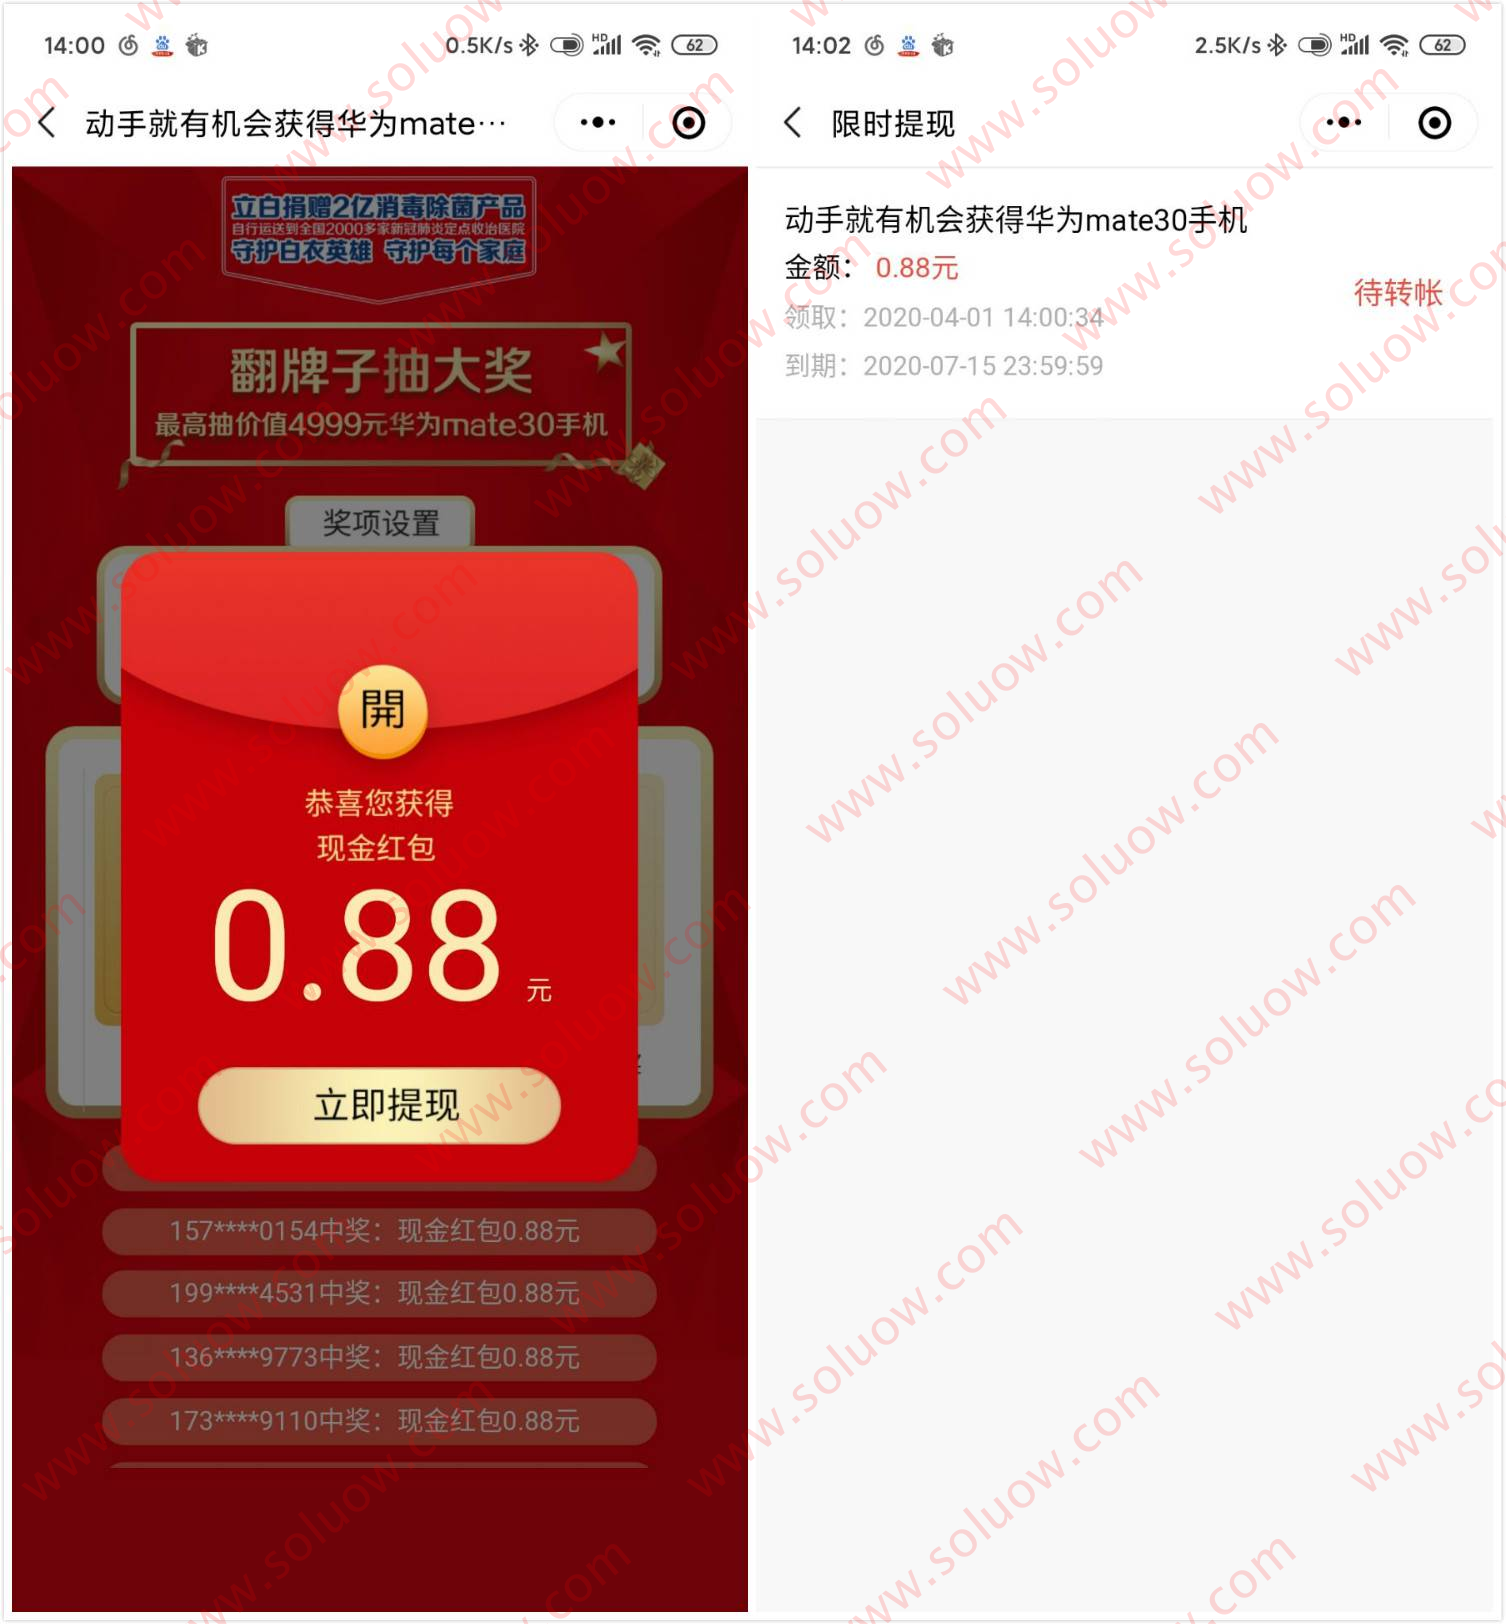 14:00
0.5K/s
HD
62
动手就有机会获得华为mate…
立白捐赠2亿消毒除菌产品
自行运送到全国2000多家新冠肺炎定点收治医院
守护白衣英雄 守护每个家庭
翻牌子抽大奖
最高抽价值4999元华为mate30手机
奖项设置
開
恭喜您获得
现金红包
0.88元
立即提现
157****0154中奖：现金红包0.88元
199****4531中奖：现金红包0.88元
136****9773中奖：现金红包0.88元
173****9110中奖：现金红包0.88元
14:02
2.5K/s
HD
62
限时提现
动手就有机会获得华为mate30手机
金额：0.88元
待转帐
领取：2020-04-01 14:00:34
到期：2020-07-15 23:59:59
www.soluow.com